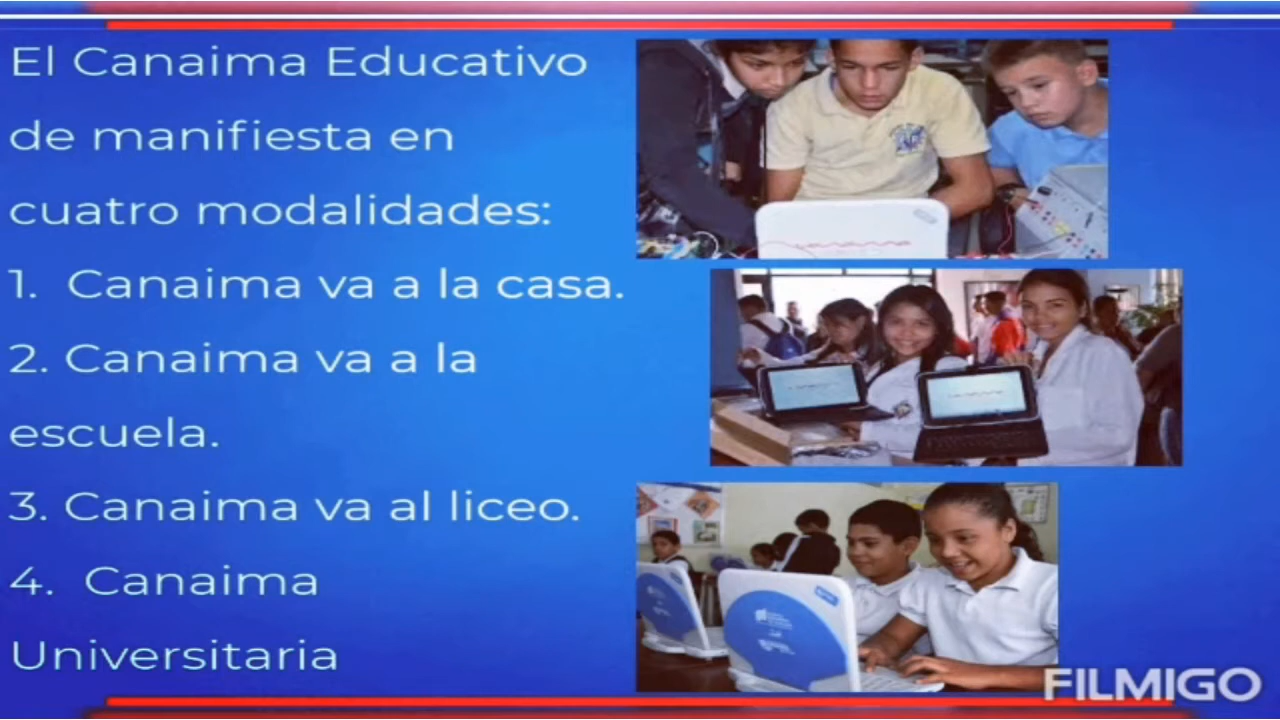 El Canaima Educativo
de manifiesta en
cuatro modalidades:
1. Canaima va a la casa.
2. Canaima va a la
escuela.
3. Canaima va al liceo.
4. Canaima
Universitaria
FILMIGO